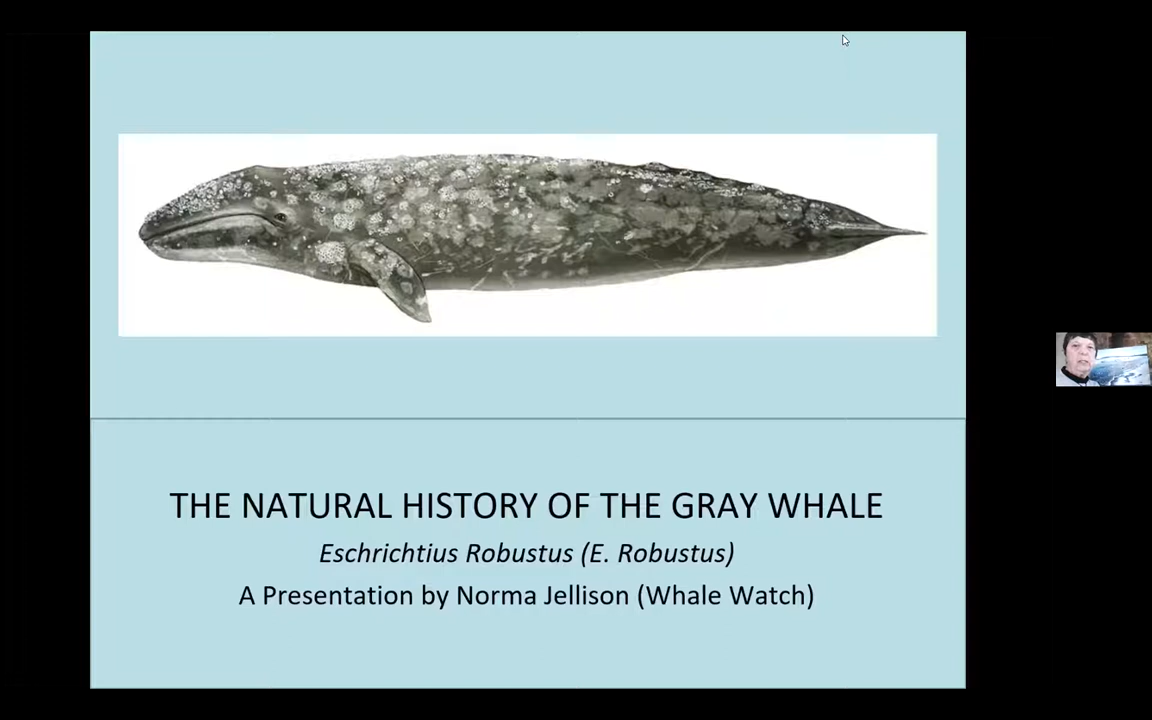 THE NATURAL HISTORY OF THE GRAY WHALE
Eschrichtius Robustus (E. Robustus)
A Presentation by Norma Jellison (Whale Watch)